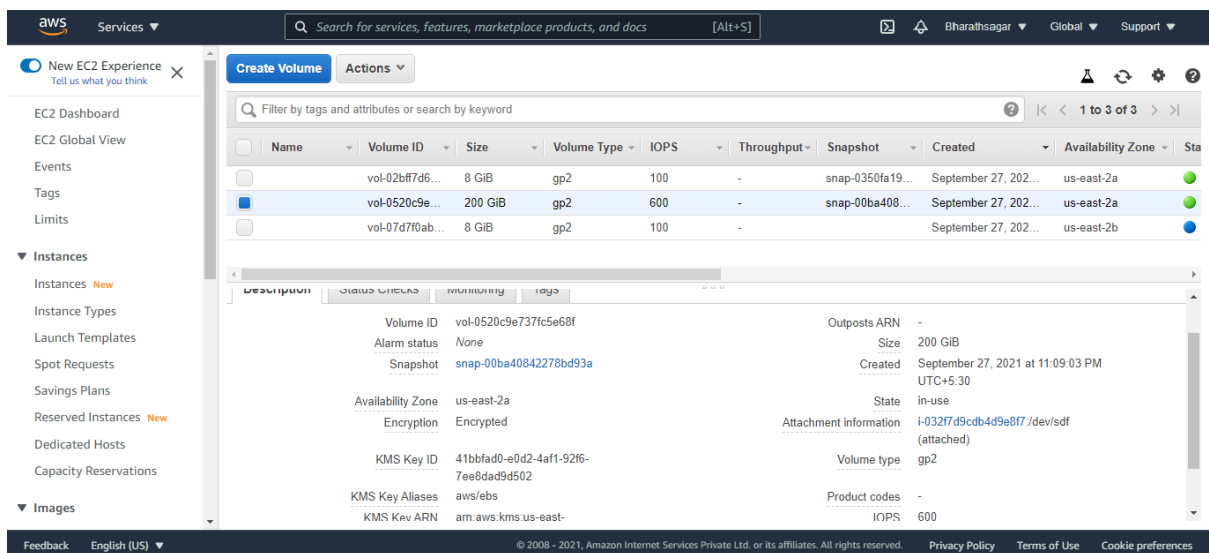 aws Services ▼ Search for services, features, marketplace products, and docs [Alt+S] Bharathsagar ▼ Global ▼ Support ▼
New EC2 Experience
Tell us what you think
EC2 Dashboard
EC2 Global View
Events
Tags
Limits
▼ Instances
Instances New
Instance Types
Launch Templates
Spot Requests
Savings Plans
Reserved Instances New
Dedicated Hosts
Capacity Reservations
▼ Images
Create Volume Actions
Filter by tags and attributes or search by keyword 1 to 3 of 3
Name Volume ID Size Volume Type IOPS Throughput Snapshot Created Availability Zone Sta
vol-02bff7d6... 8 GiB gp2 100 - snap-0350fa19... September 27, 202... us-east-2a
vol-0520c9e... 200 GiB gp2 600 - snap-00ba408... September 27, 202... us-east-2a
vol-07d7f0ab... 8 GiB gp2 100 - September 27, 202... us-east-2b
Description Status Checks Monitoring Tags
Volume ID vol-0520c9e737fc5e68f Outposts ARN -
Alarm status None Size 200 GiB
Snapshot snap-00ba40842278bd93a Created September 27, 2021 at 11:09:03 PM
UTC+5:30
Availability Zone us-east-2a State in-use
Encryption Encrypted Attachment information i-032f7d9cdb4d9e8f7:/dev/sdf
(attached)
KMS Key ID 41bbfad0-e0d2-4af1-92f6- Volume type gp2
7ee8dad9d502
KMS Key Aliases aws/ebs Product codes -
KMS Key ARN arn:aws:kms:us-east- IOPS 600
Feedback English (US) ▼ © 2008 - 2021, Amazon Internet Services Private Ltd. or its affiliates. All rights reserved. Privacy Policy Terms of Use Cookie preferences